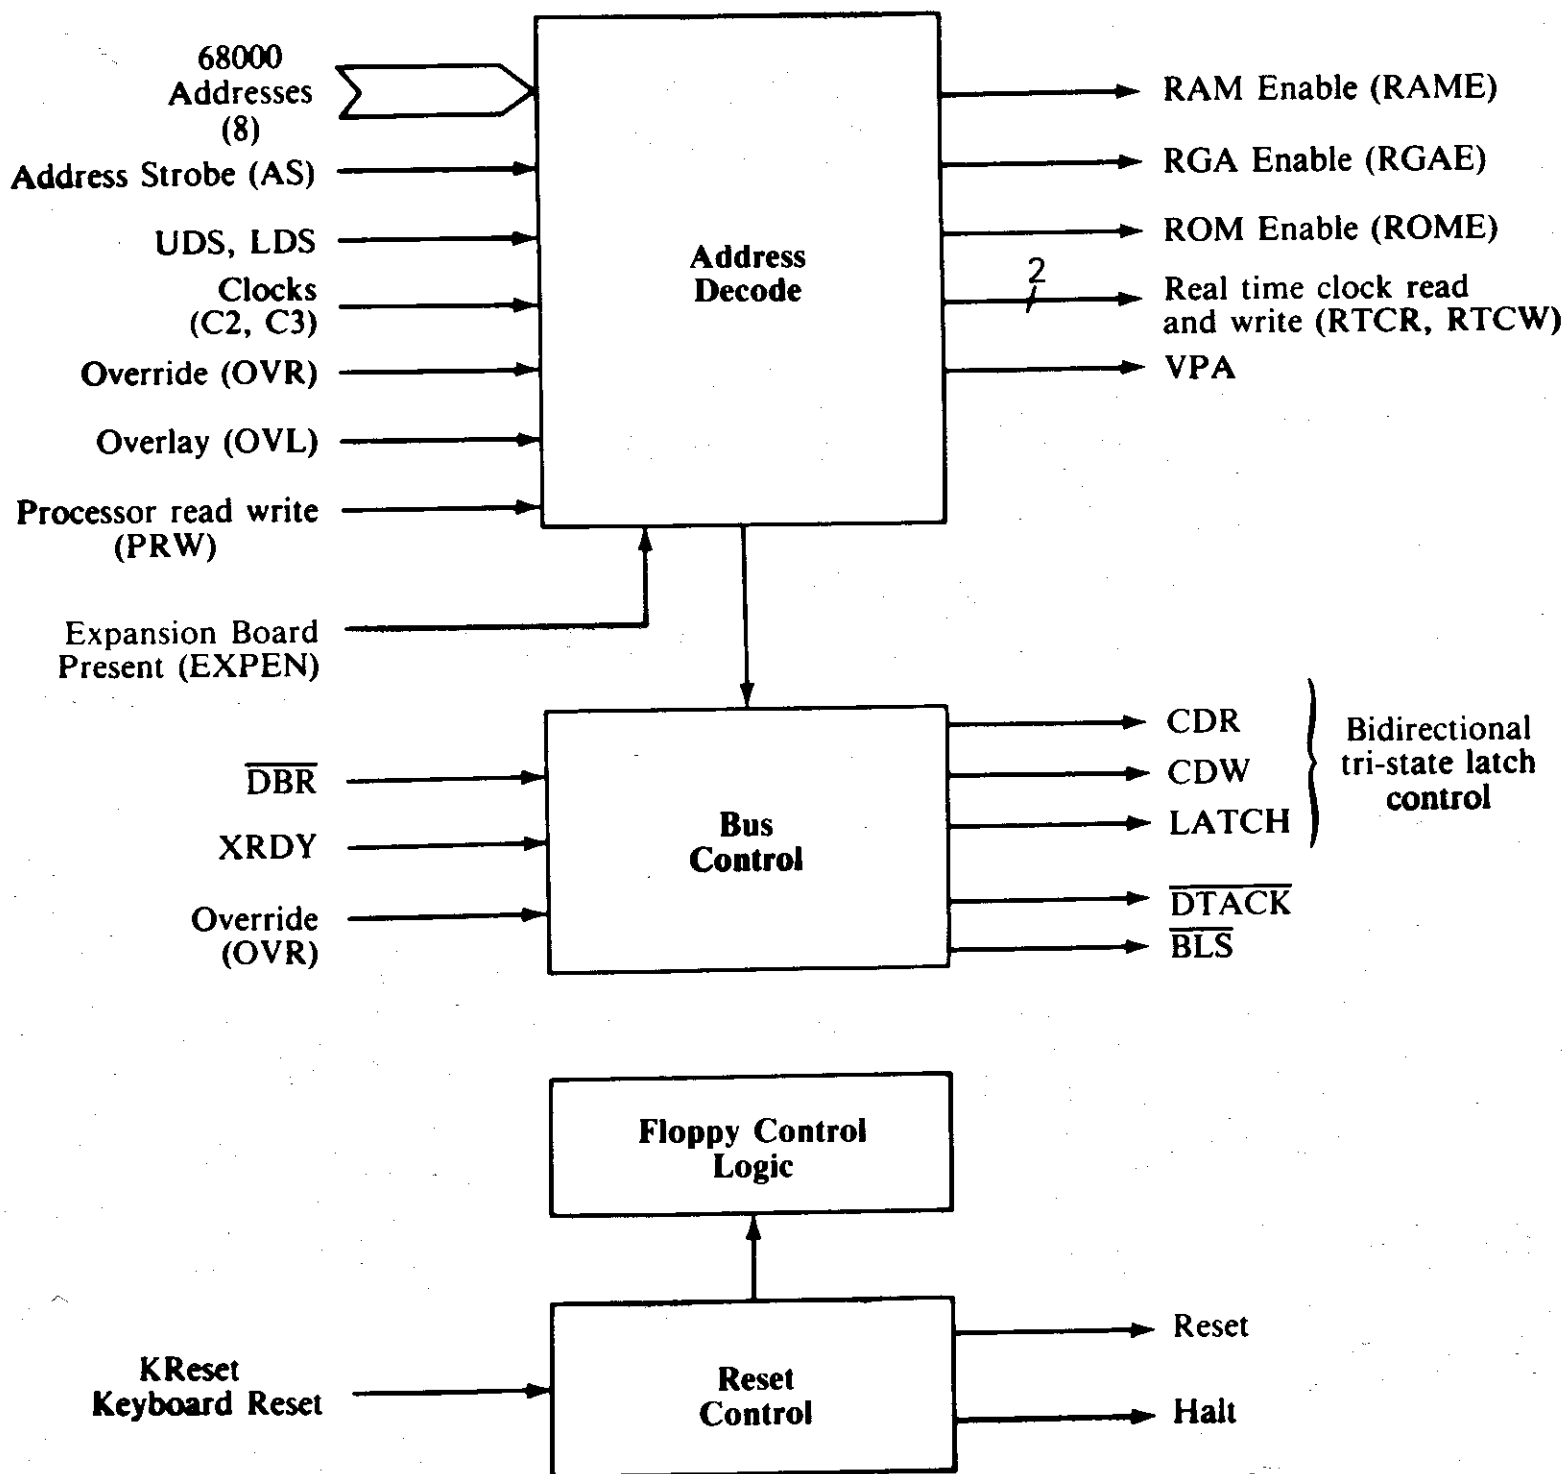 68000
Addresses
(8)
Address Strobe (AS)
UDS, LDS
Clocks
(C2, C3)
Override (OVR)
Overlay (OVL)
Processor read write
(PRW)
Expansion Board
Present (EXPEN)
Address
Decode
RAM Enable (RAME)
RGA Enable (RGAE)
ROM Enable (ROME)
2
Real time clock read
and write (RTCR, RTCW)
VPA
D̅B̅R̅
XRDY
Override
(OVR)
Bus
Control
CDR
CDW
LATCH
Bidirectional
tri-state latch
control
D̅T̅A̅C̅K̅
B̅L̅S̅
Floppy Control
Logic
KReset
Keyboard Reset
Reset
Control
Reset
Halt